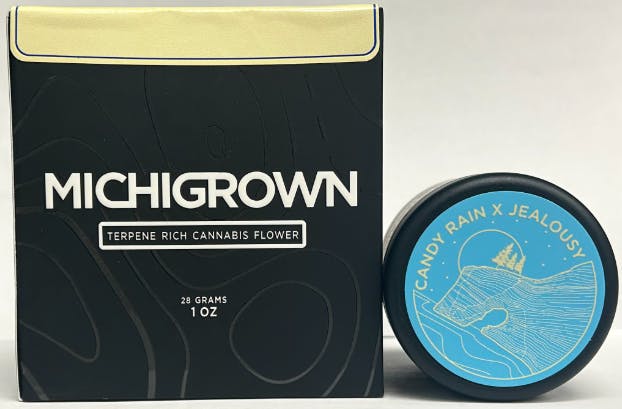 MICHIGROWN
TERPENE RICH CANNABIS FLOWER
28 GRAMS
1 OZ
CANDY RAIN X JEALOUSY